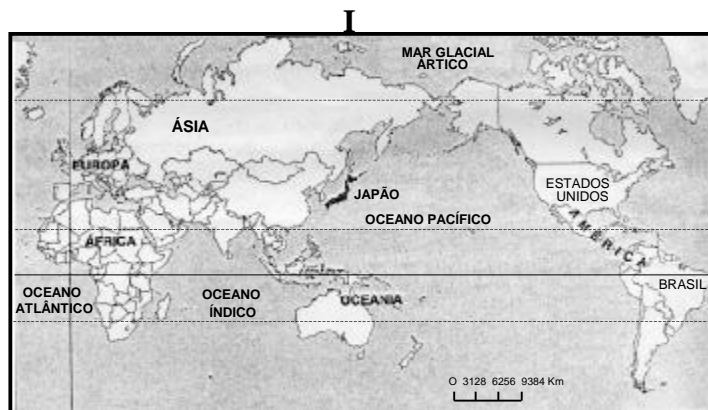 I
MAR GLACIAL
ÁRTICO
ÁSIA
EUROPA
JAPÃO
ESTADOS
UNIDOS
OCEANO PACÍFICO
AMÉRICA
ÁFRICA
OCEANO
ATLÂNTICO
OCEANO
ÍNDICO
OCEANIA
BRASIL
O 3128 6256 9384 Km